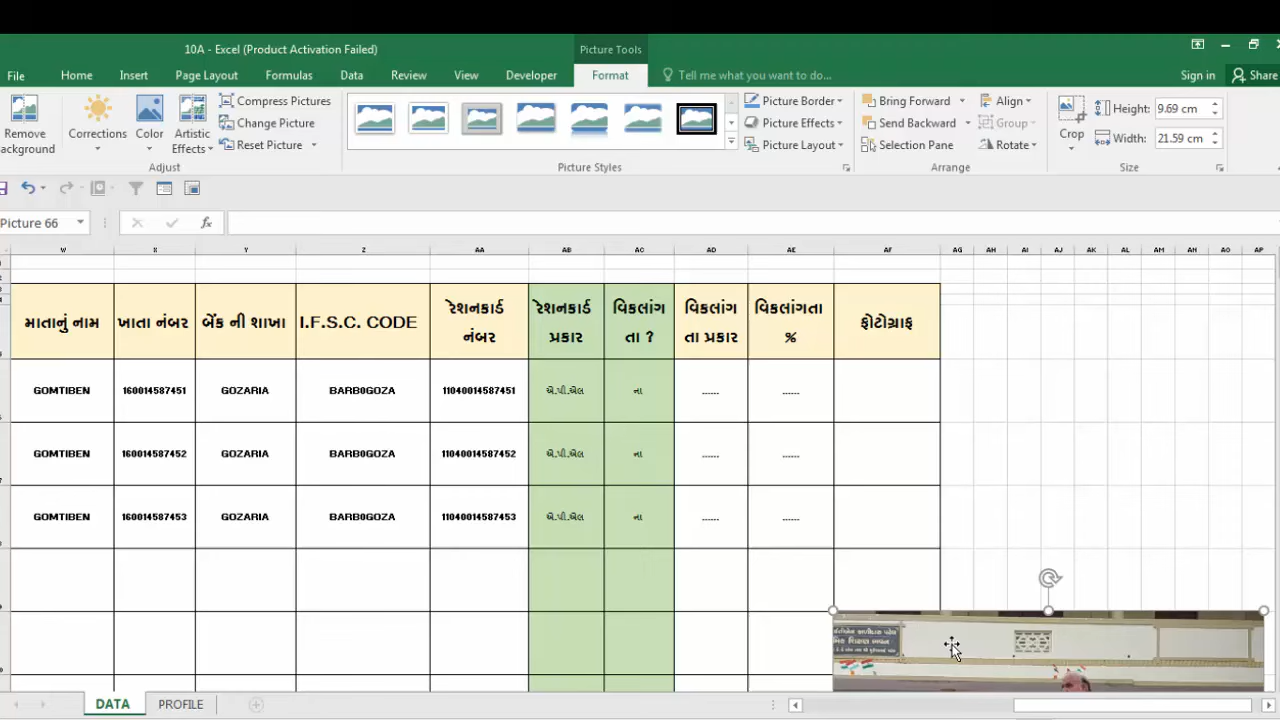 10A - Excel (Product Activation Failed)
Picture Tools
File Home Insert Page Layout Formulas Data Review View Developer Format Tell me what you want to do... Sign in Share
Remove
Corrections
Color
Artistic
Effects
Compress Pictures
Change Picture
Reset Picture
Picture Border
Picture Effects
Picture Layout
Bring Forward
Send Backward
Selection Pane
Align
Group
Rotate
Crop
Height: 9.69 cm
Width: 21.59 cm
Adjust Picture Styles Arrange Size
Picture 66
fx
W X Y Z AA AB AC AD AE AF AG AH AI AJ AK AL AM AN AO AP
માતાનું નામ ખાતા નંબર બેંક ની શાખા I.F.S.C. CODE રેશનકાર્ડ નંબર રેશનકાર્ડ પ્રકાર વિકલાંગ તા ? વિકલાંગ તા પ્રકાર વિકલાંગતા % ફોટોગ્રાફ
GOMTIBEN 160014587451 GOZARIA BARB0GOZA 11040014587451 એ.પી.એલ ના ...... ......
GOMTIBEN 160014587452 GOZARIA BARB0GOZA 11040014587452 એ.પી.એલ ના ...... ......
GOMTIBEN 160014587453 GOZARIA BARB0GOZA 11040014587453 એ.પી.એલ ના ...... ......
DATA PROFILE